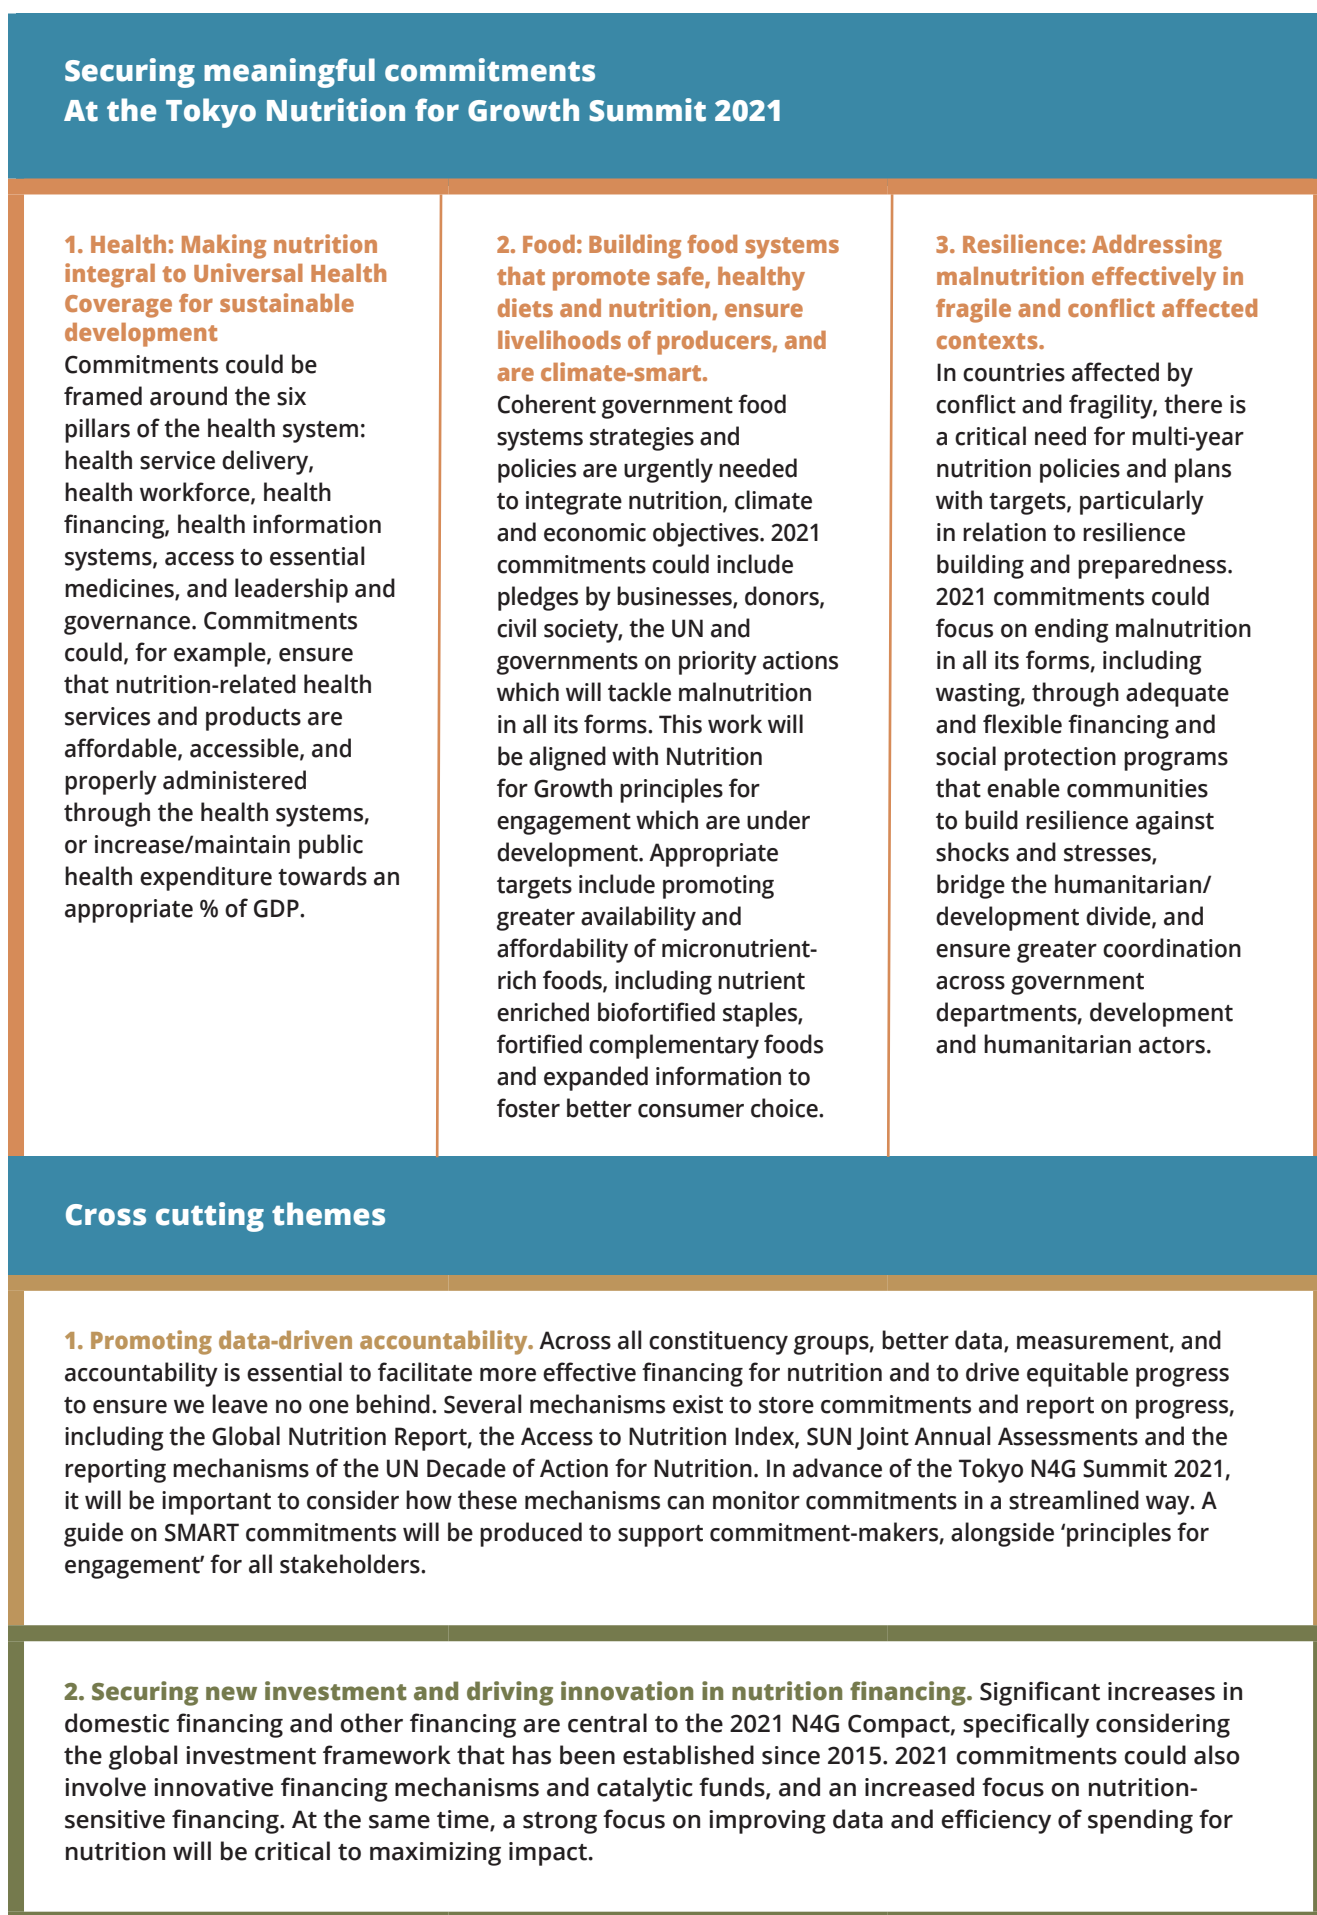 Securing meaningful commitments
At the Tokyo Nutrition for Growth Summit 2021
1. Health: Making nutrition
integral to Universal Health
Coverage for sustainable
development
Commitments could be
framed around the six
pillars of the health system:
health service delivery,
health workforce, health
financing, health information
systems, access to essential
medicines, and leadership and
governance. Commitments
could, for example, ensure
that nutrition-related health
services and products are
affordable, accessible, and
properly administered
through the health systems,
or increase/maintain public
health expenditure towards an
appropriate % of GDP.
2. Food: Building food systems
that promote safe, healthy
diets and nutrition, ensure
livelihoods of producers, and
are climate-smart.
Coherent government food
systems strategies and
policies are urgently needed
to integrate nutrition, climate
and economic objectives. 2021
commitments could include
pledges by businesses, donors,
civil society, the UN and
governments on priority actions
which will tackle malnutrition
in all its forms. This work will
be aligned with Nutrition
for Growth principles for
engagement which are under
development. Appropriate
targets include promoting
greater availability and
affordability of micronutrient-
rich foods, including nutrient
enriched biofortified staples,
fortified complementary foods
and expanded information to
foster better consumer choice.
3. Resilience: Addressing
malnutrition effectively in
fragile and conflict affected
contexts.
In countries affected by
conflict and fragility, there is
a critical need for multi-year
nutrition policies and plans
with targets, particularly
in relation to resilience
building and preparedness.
2021 commitments could
focus on ending malnutrition
in all its forms, including
wasting, through adequate
and flexible financing and
social protection programs
that enable communities
to build resilience against
shocks and stresses,
bridge the humanitarian/
development divide, and
ensure greater coordination
across government
departments, development
and humanitarian actors.
Cross cutting themes
1. Promoting data-driven accountability. Across all constituency groups, better data, measurement, and
accountability is essential to facilitate more effective financing for nutrition and to drive equitable progress
to ensure we leave no one behind. Several mechanisms exist to store commitments and report on progress,
including the Global Nutrition Report, the Access to Nutrition Index, SUN Joint Annual Assessments and the
reporting mechanisms of the UN Decade of Action for Nutrition. In advance of the Tokyo N4G Summit 2021,
it will be important to consider how these mechanisms can monitor commitments in a streamlined way. A
guide on SMART commitments will be produced to support commitment-makers, alongside ‘principles for
engagement’ for all stakeholders.
2. Securing new investment and driving innovation in nutrition financing. Significant increases in
domestic financing and other financing are central to the 2021 N4G Compact, specifically considering
the global investment framework that has been established since 2015. 2021 commitments could also
involve innovative financing mechanisms and catalytic funds, and an increased focus on nutrition-
sensitive financing. At the same time, a strong focus on improving data and efficiency of spending for
nutrition will be critical to maximizing impact.